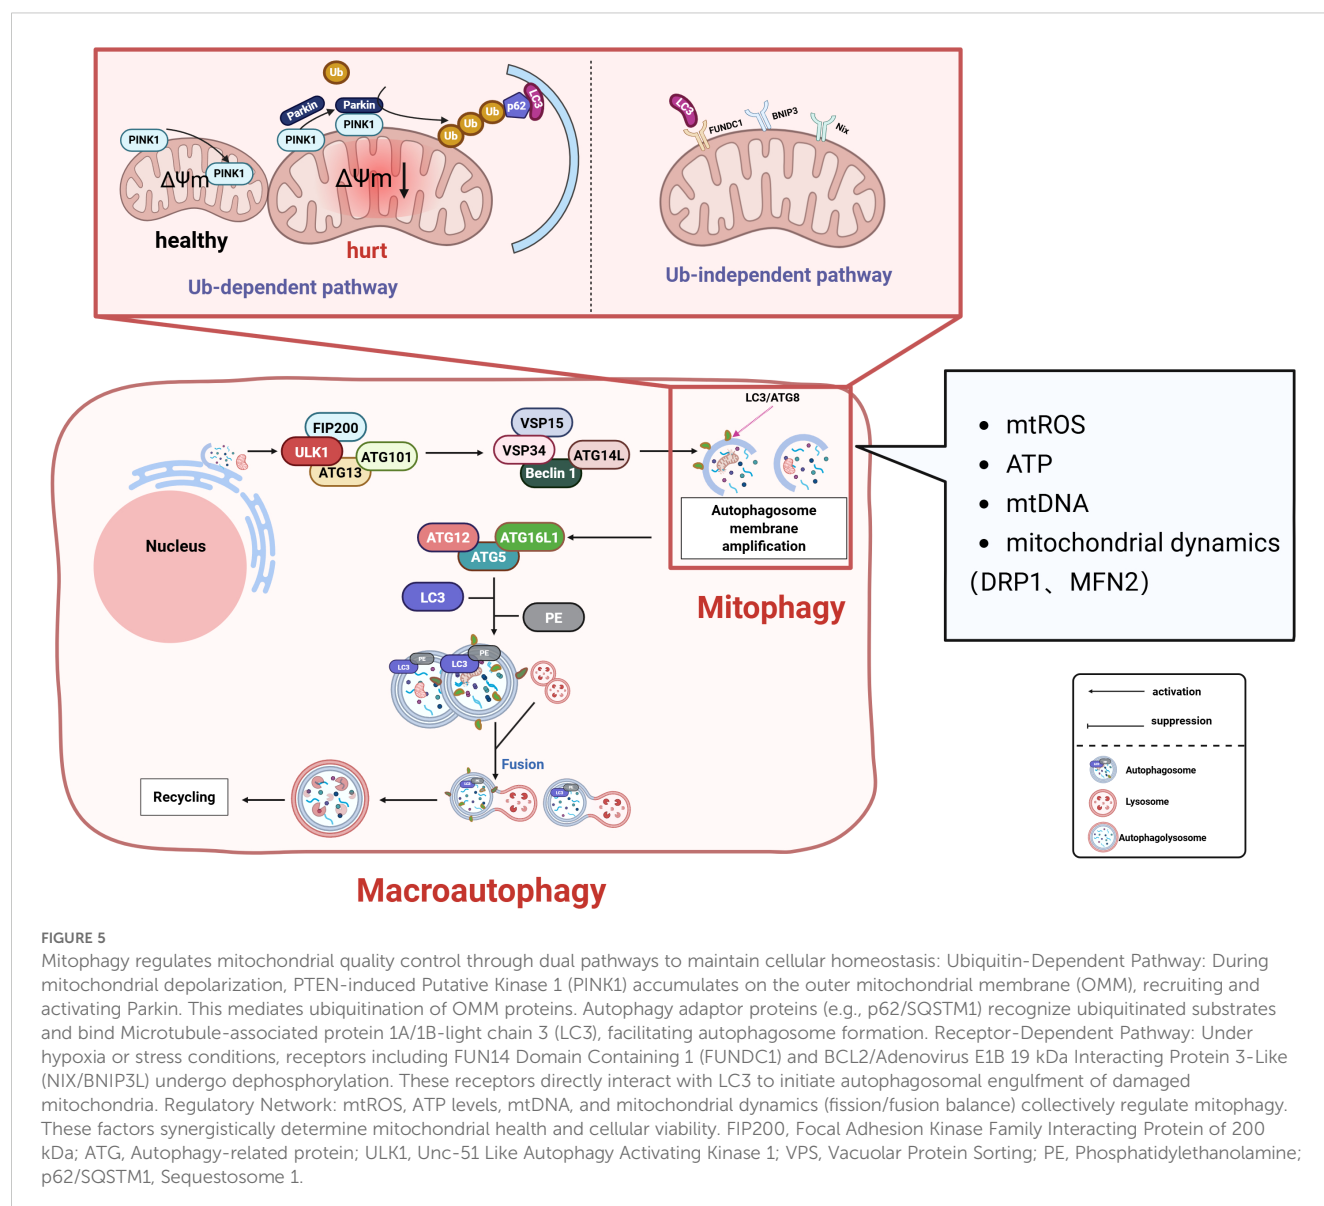 Ub
Parkin
Parkin
PINK1
PINK1
PINK1
PINK1
ΔΨm
ΔΨm
Ub
Ub
Ub
p62
LC3
healthy
hurt
Ub-dependent pathway
LC3
FUNDC1
BNIP3
Nix
Ub-independent pathway
LC3/ATG8
Autophagosome
membrane
amplification
Mitophagy
• mtROS
• ATP
• mtDNA
• mitochondrial dynamics
(DRP1、MFN2)
FIP200
ULK1
ATG101
ATG13
VSP15
VSP34
ATG14L
Beclin 1
Nucleus
ATG12
ATG16L1
ATG5
LC3
PE
LC3
PE
LC3
PE
Fusion
LC3
PE
LC3
PE
Recycling
Macroautophagy
activation
suppression
Autophagosome
Lysosome
Autophagolysosome
FIGURE 5
Mitophagy regulates mitochondrial quality control through dual pathways to maintain cellular homeostasis: Ubiquitin-Dependent Pathway: During
mitochondrial depolarization, PTEN-induced Putative Kinase 1 (PINK1) accumulates on the outer mitochondrial membrane (OMM), recruiting and
activating Parkin. This mediates ubiquitination of OMM proteins. Autophagy adaptor proteins (e.g., p62/SQSTM1) recognize ubiquitinated substrates
and bind Microtubule-associated protein 1A/1B-light chain 3 (LC3), facilitating autophagosome formation. Receptor-Dependent Pathway: Under
hypoxia or stress conditions, receptors including FUN14 Domain Containing 1 (FUNDC1) and BCL2/Adenovirus E1B 19 kDa Interacting Protein 3-Like
(NIX/BNIP3L) undergo dephosphorylation. These receptors directly interact with LC3 to initiate autophagosomal engulfment of damaged
mitochondria. Regulatory Network: mtROS, ATP levels, mtDNA, and mitochondrial dynamics (fission/fusion balance) collectively regulate mitophagy.
These factors synergistically determine mitochondrial health and cellular viability. FIP200, Focal Adhesion Kinase Family Interacting Protein of 200
kDa; ATG, Autophagy-related protein; ULK1, Unc-51 Like Autophagy Activating Kinase 1; VPS, Vacuolar Protein Sorting; PE, Phosphatidylethanolamine;
p62/SQSTM1, Sequestosome 1.